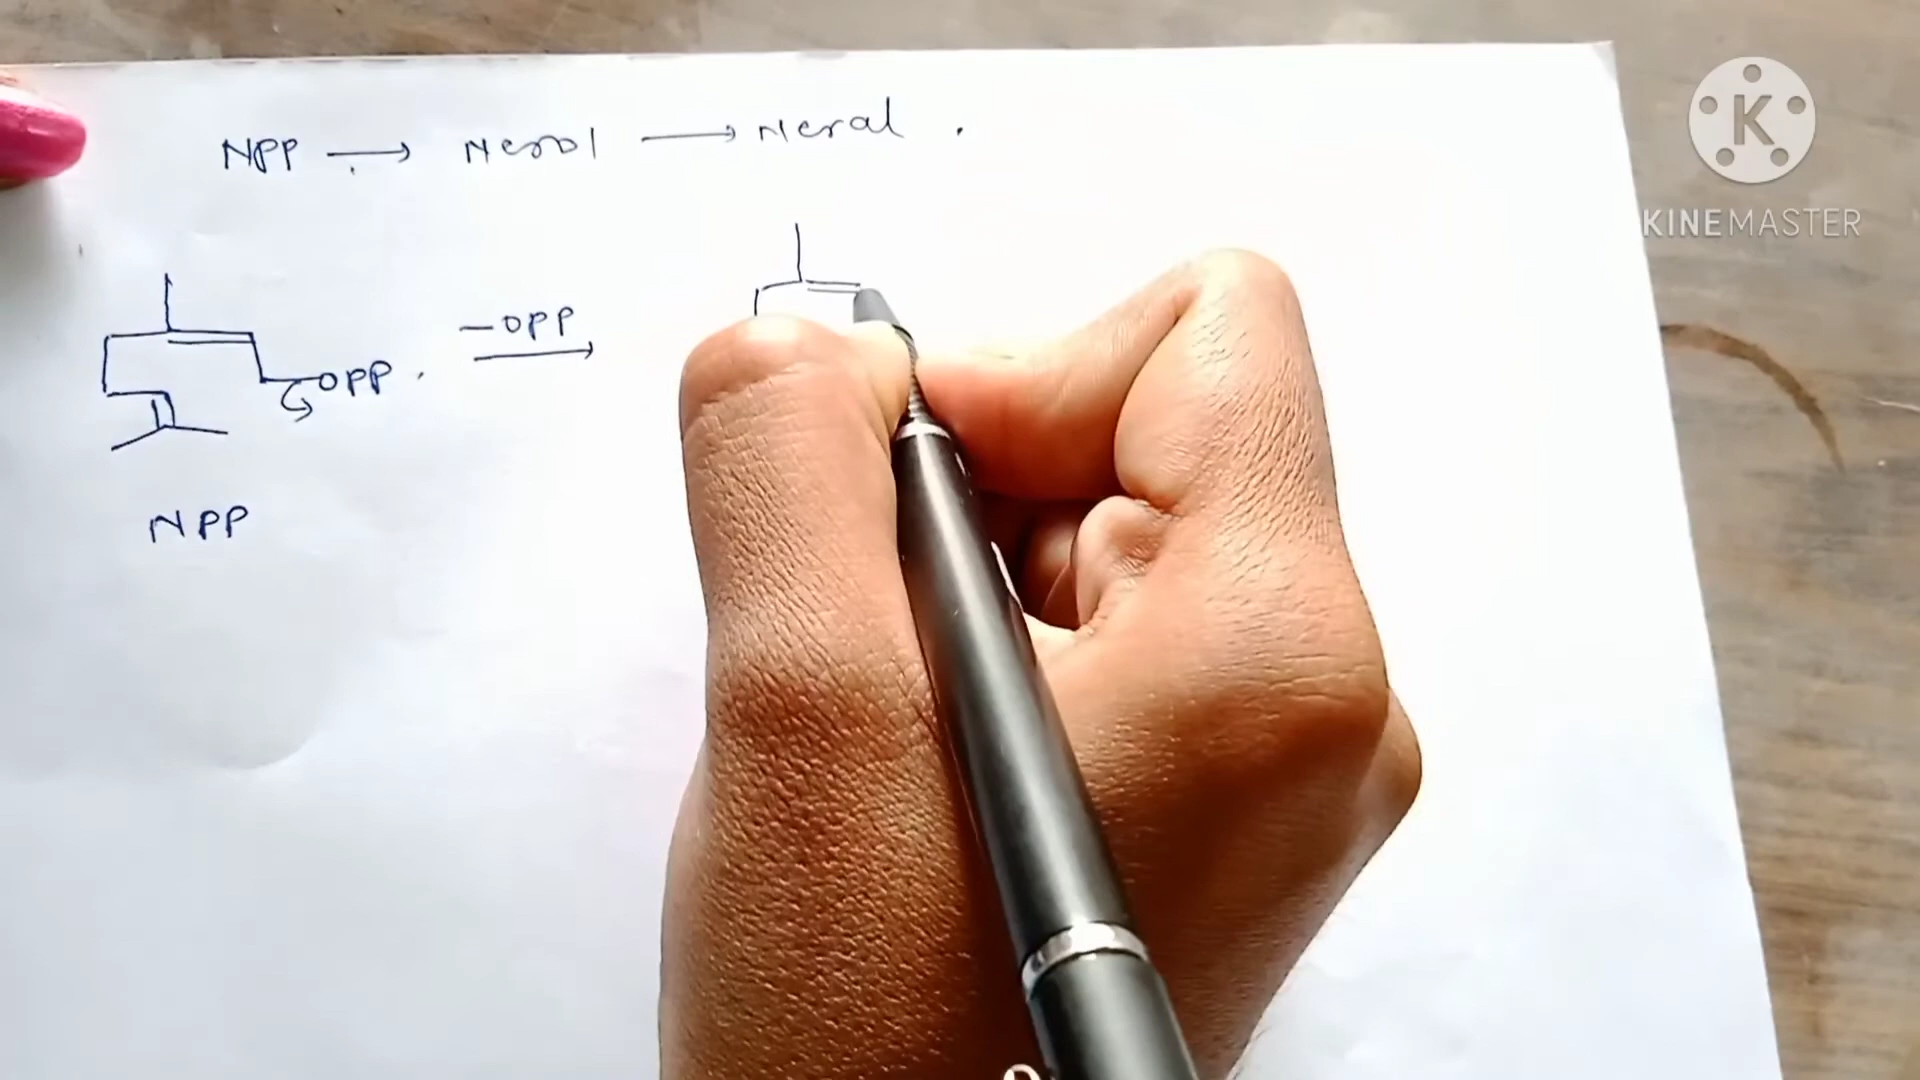 NPP → Nerol → Neral .
-OPP
OPP .
NPP
K
KINEMASTER